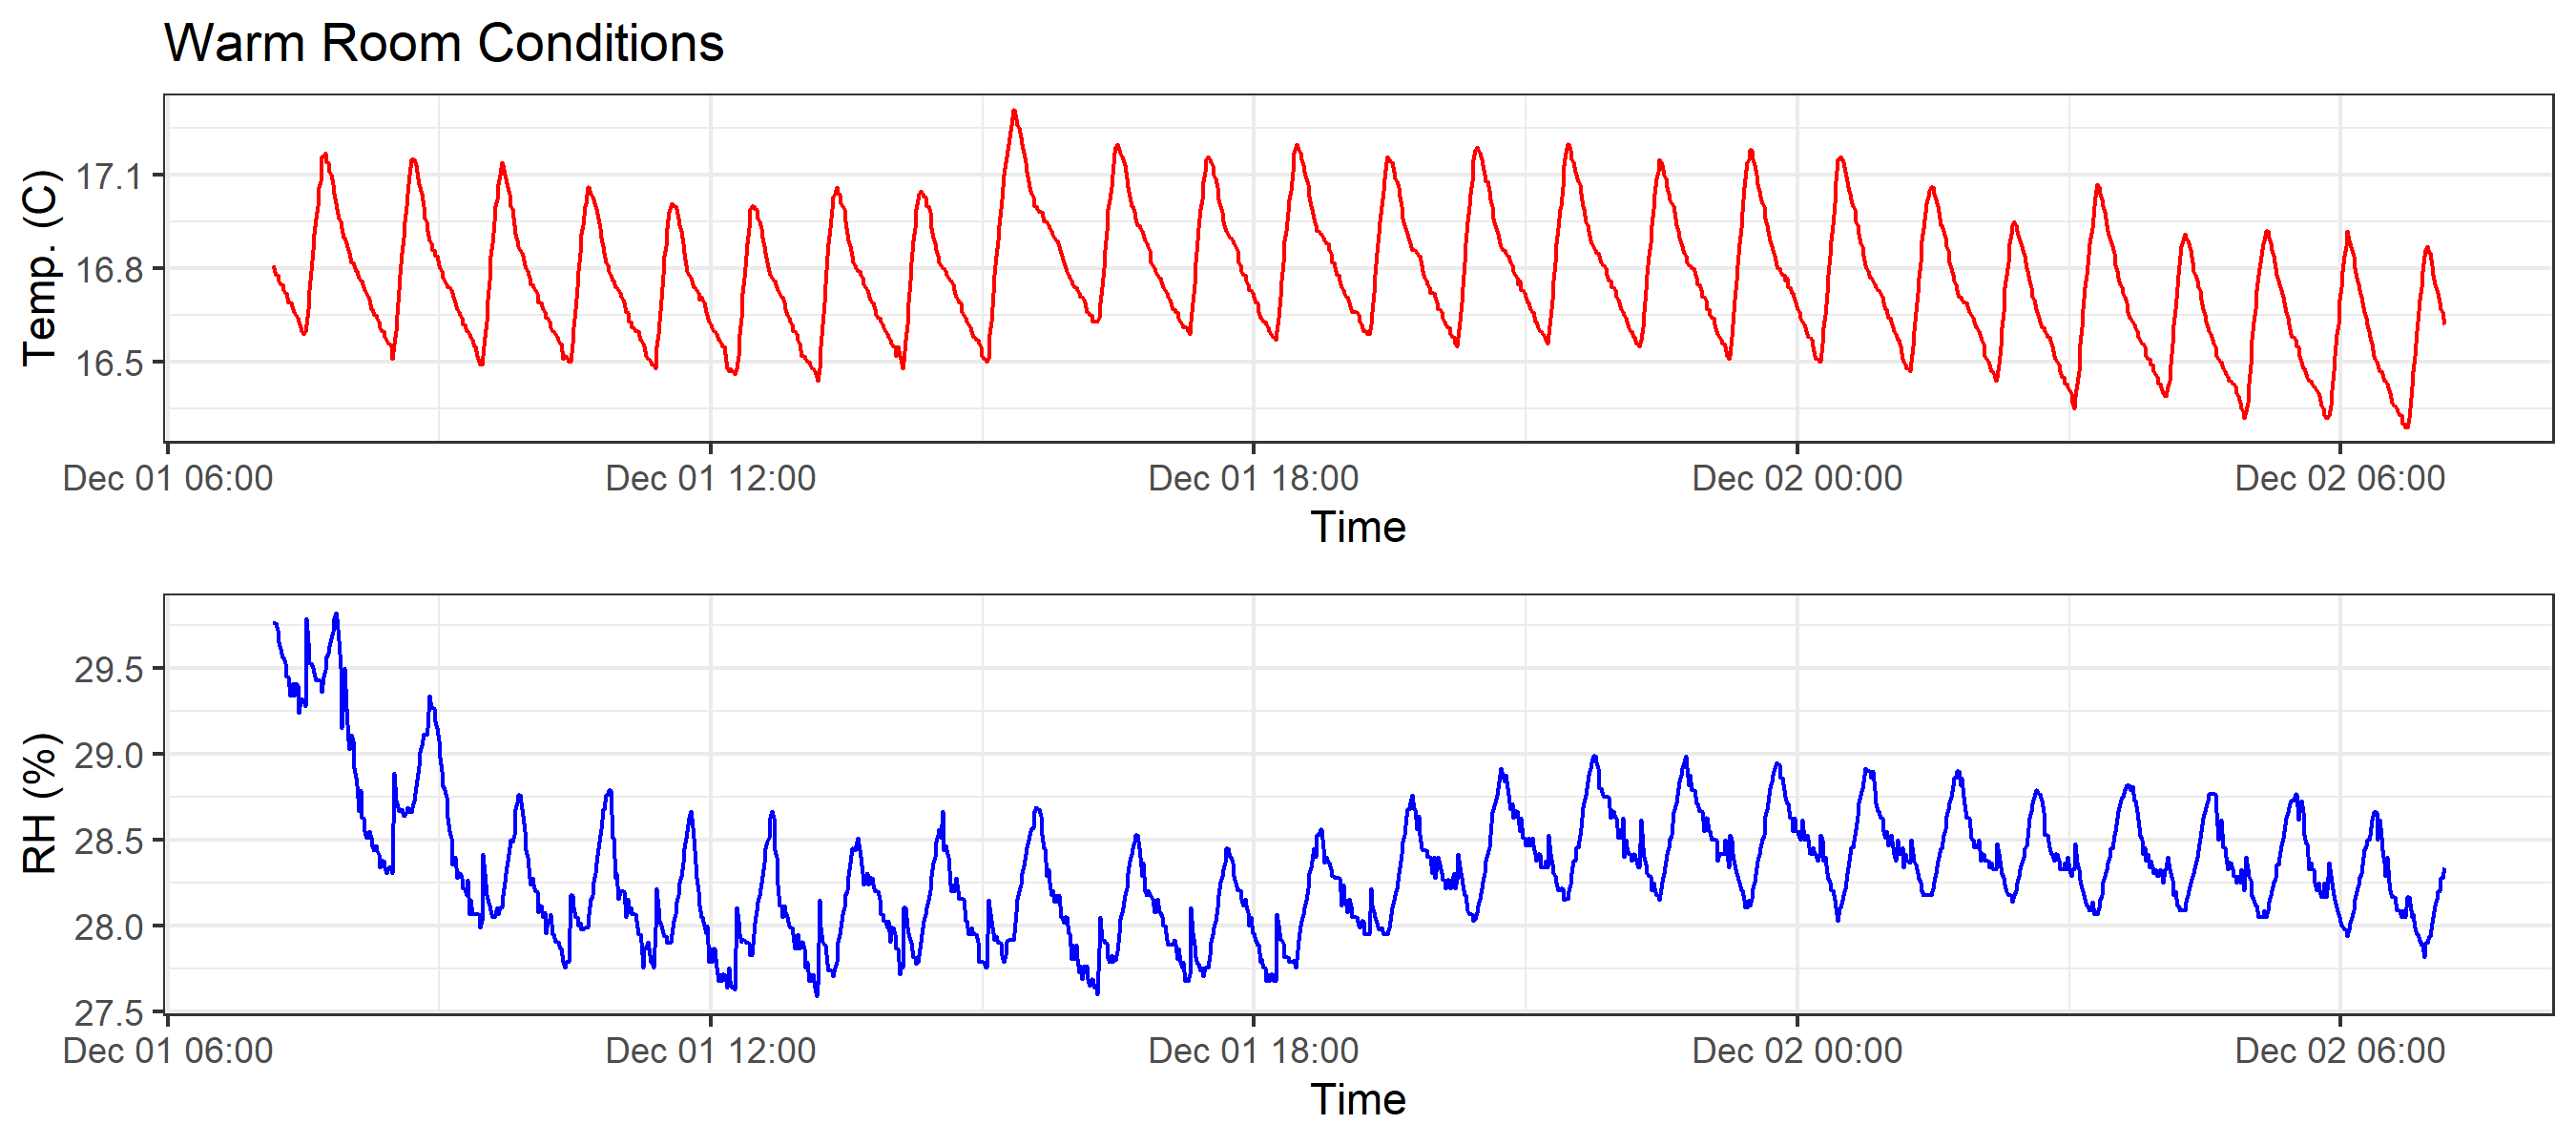 Warm Room Conditions
Temp. (C)
17.1
16.8
16.5
Dec 01 06:00 Dec 01 12:00 Dec 01 18:00 Dec 02 00:00 Dec 02 06:00
Time
RH (%)
29.5
29.0
28.5
28.0
27.5
Dec 01 06:00 Dec 01 12:00 Dec 01 18:00 Dec 02 00:00 Dec 02 06:00
Time